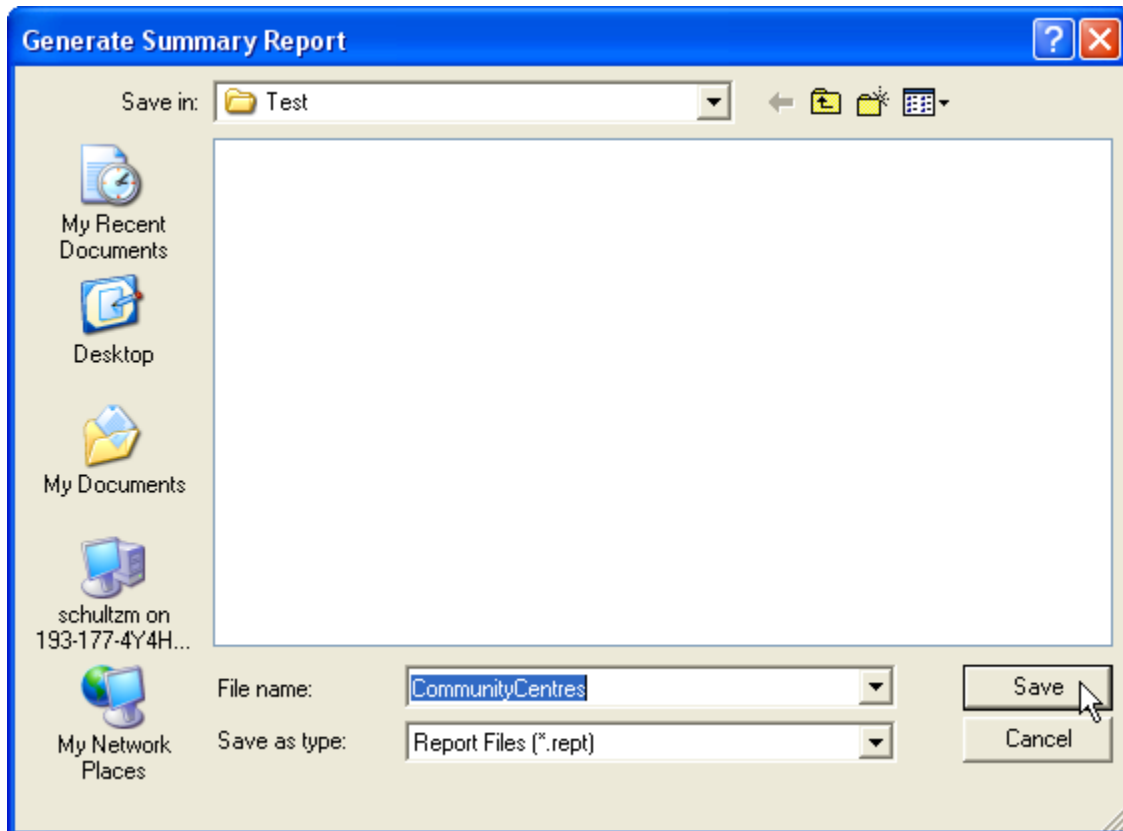 Generate Summary Report
Save in:
Test
My Recent
Documents
Desktop
My Documents
schultzm on
193-177-4Y4H...
My Network
Places
File name:
CommunityCentres
Save
Save as type:
Report Files (*.rept)
Cancel